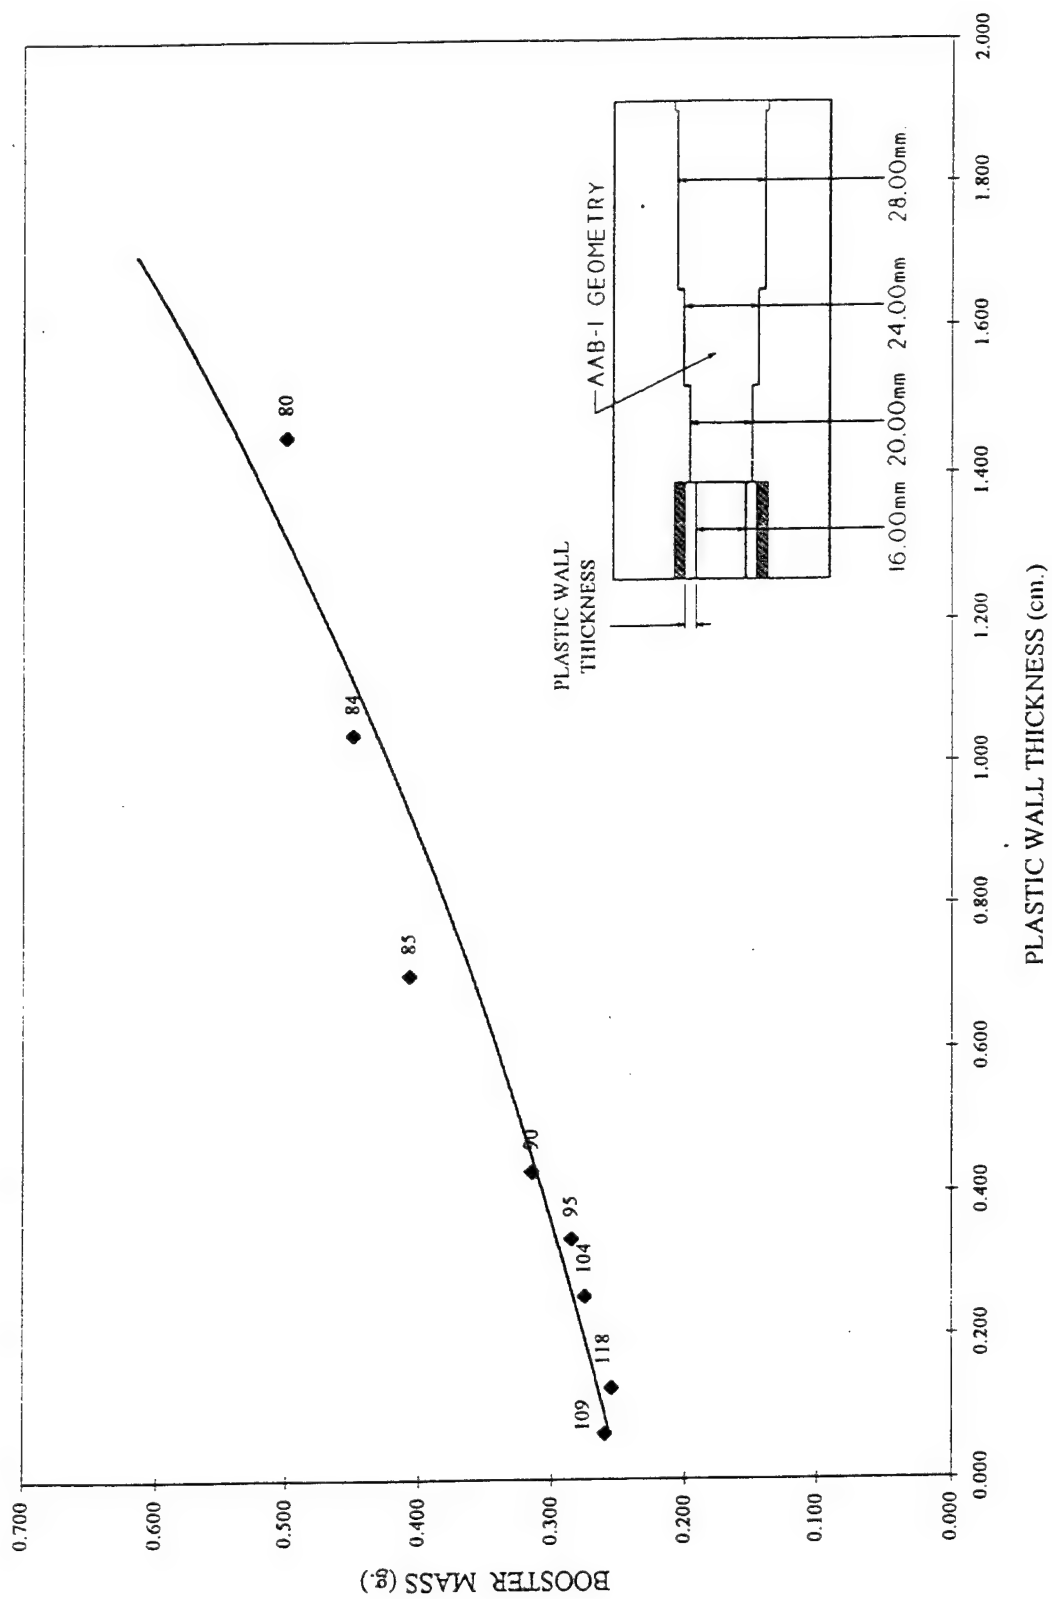 BOOSTER MASS (g.)
0.700
0.600
0.500
0.400
0.300
0.200
0.100
0.000
109
118
104
95
90
85
84
80
PLASTIC WALL
THICKNESS
AAB-1 GEOMETRY
16.00mm 20.00mm 24.00mm 28.00mm.
0.000 0.200 0.400 0.600 0.800 1.000 1.200 1.400 1.600 1.800 2.000
PLASTIC WALL THICKNESS (cm.)